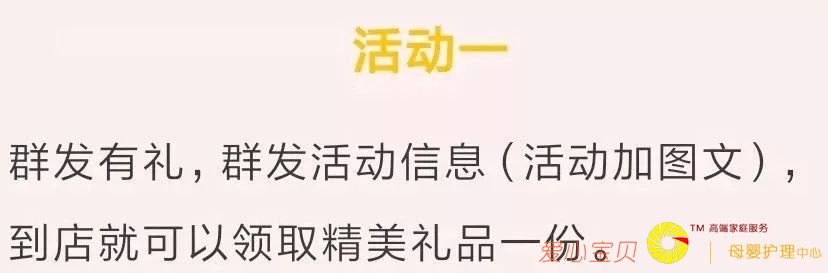 活动一
群发有礼，群发活动信息（活动加图文），
到店就可以领取精美礼品一份。
爱心宝贝 TM 高端家庭服务 | 母婴护理中心